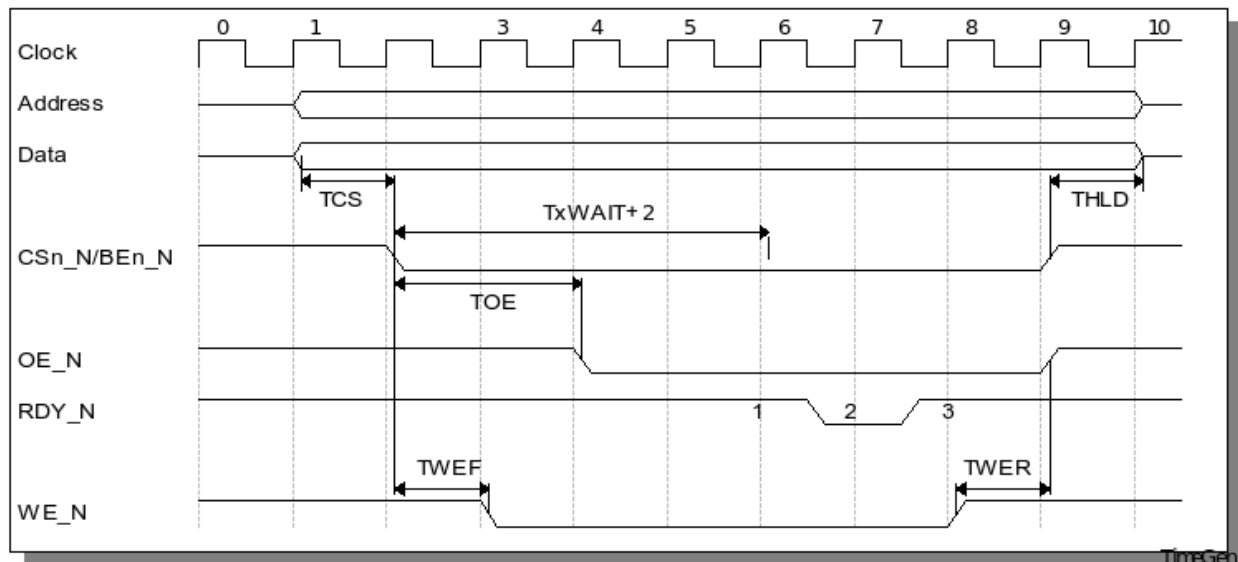 0 1 3 4 5 6 7 8 9 10
Clock
Address
Data
TCS THLD
TxWAIT+2
CSn_N/BEn_N
TOE
OE_N
RDY_N 1 2 3
TWEF TWER
WE_N
TimeGen